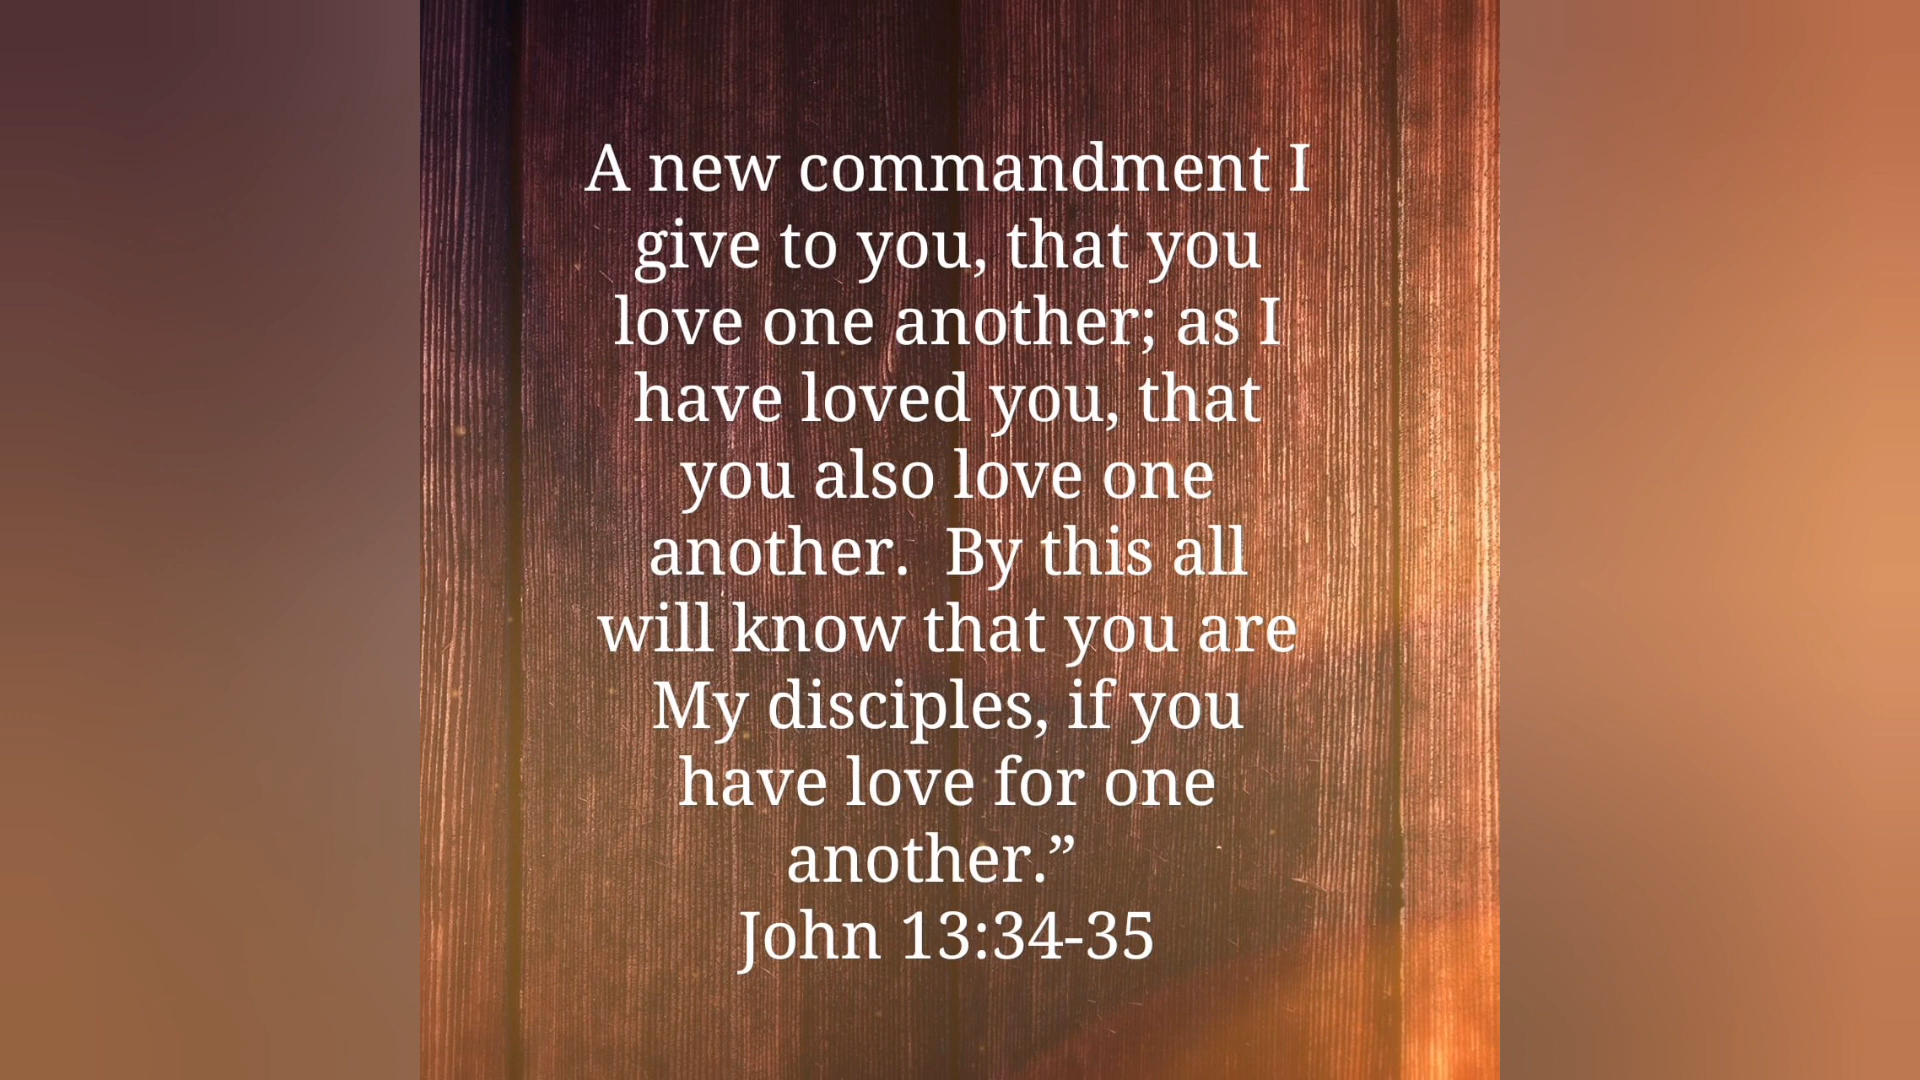 A new commandment I
give to you, that you
love one another; as I
have loved you, that
you also love one
another.  By this all
will know that you are
My disciples, if you
have love for one
another.”
John 13:34-35